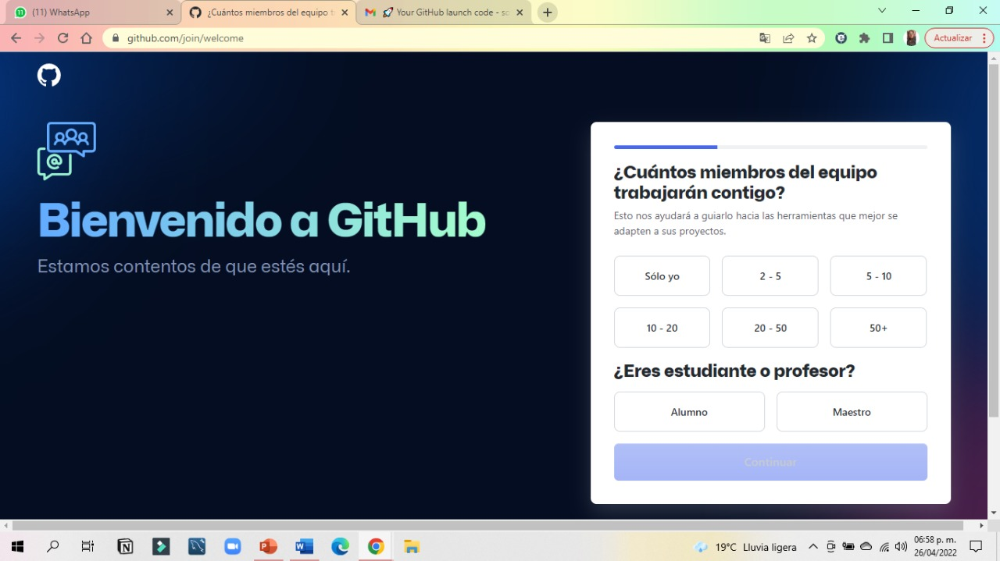 (11) WhatsApp
¿Cuántos miembros del equipo
Your GitHub launch code - sc
github.com/join/welcome
Actualizar
Bienvenido a GitHub
Estamos contentos de que estés aquí.
¿Cuántos miembros del equipo
trabajarán contigo?
Esto nos ayudará a guiarlo hacia las herramientas que mejor se
adapten a sus proyectos.
Sólo yo
2 - 5
5 - 10
10 - 20
20 - 50
50+
¿Eres estudiante o profesor?
Alumno
Maestro
Continuar
19°C Lluvia ligera
06:58 p. m.
26/04/2022